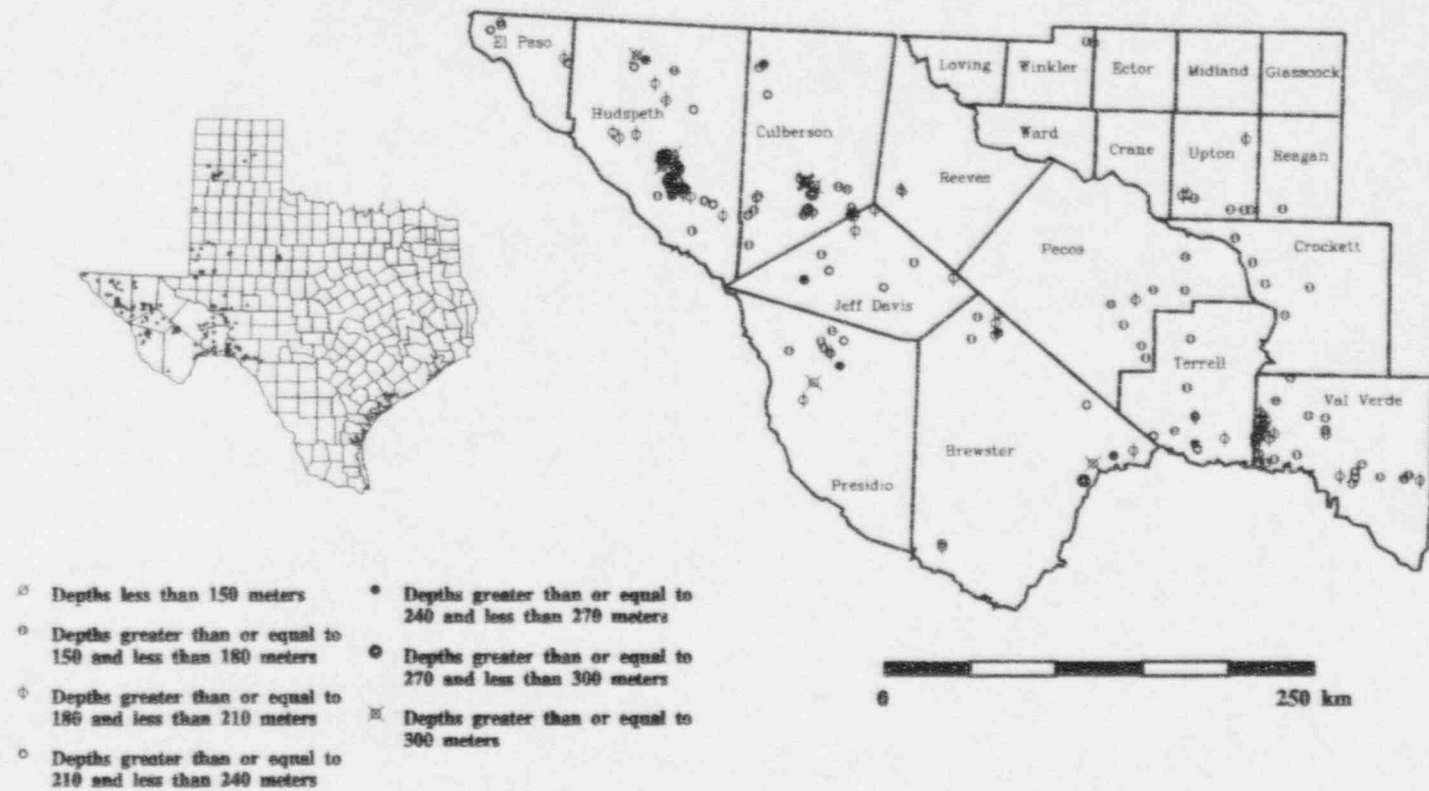 El Paso
Hudspeth
Culberson
Loving
Winkler
Ector
Midland
Glasscock
Ward
Crane
Upton
Reagan
Reeves
Pecos
Crockett
Jeff Davis
Terrell
Val Verde
Brewster
Presidio
Depths less than 150 meters
Depths greater than or equal to
150 and less than 180 meters
Depths greater than or equal to
180 and less than 210 meters
Depths greater than or equal to
210 and less than 240 meters
Depths greater than or equal to
240 and less than 270 meters
Depths greater than or equal to
270 and less than 300 meters
Depths greater than or equal to
300 meters
0
250 km